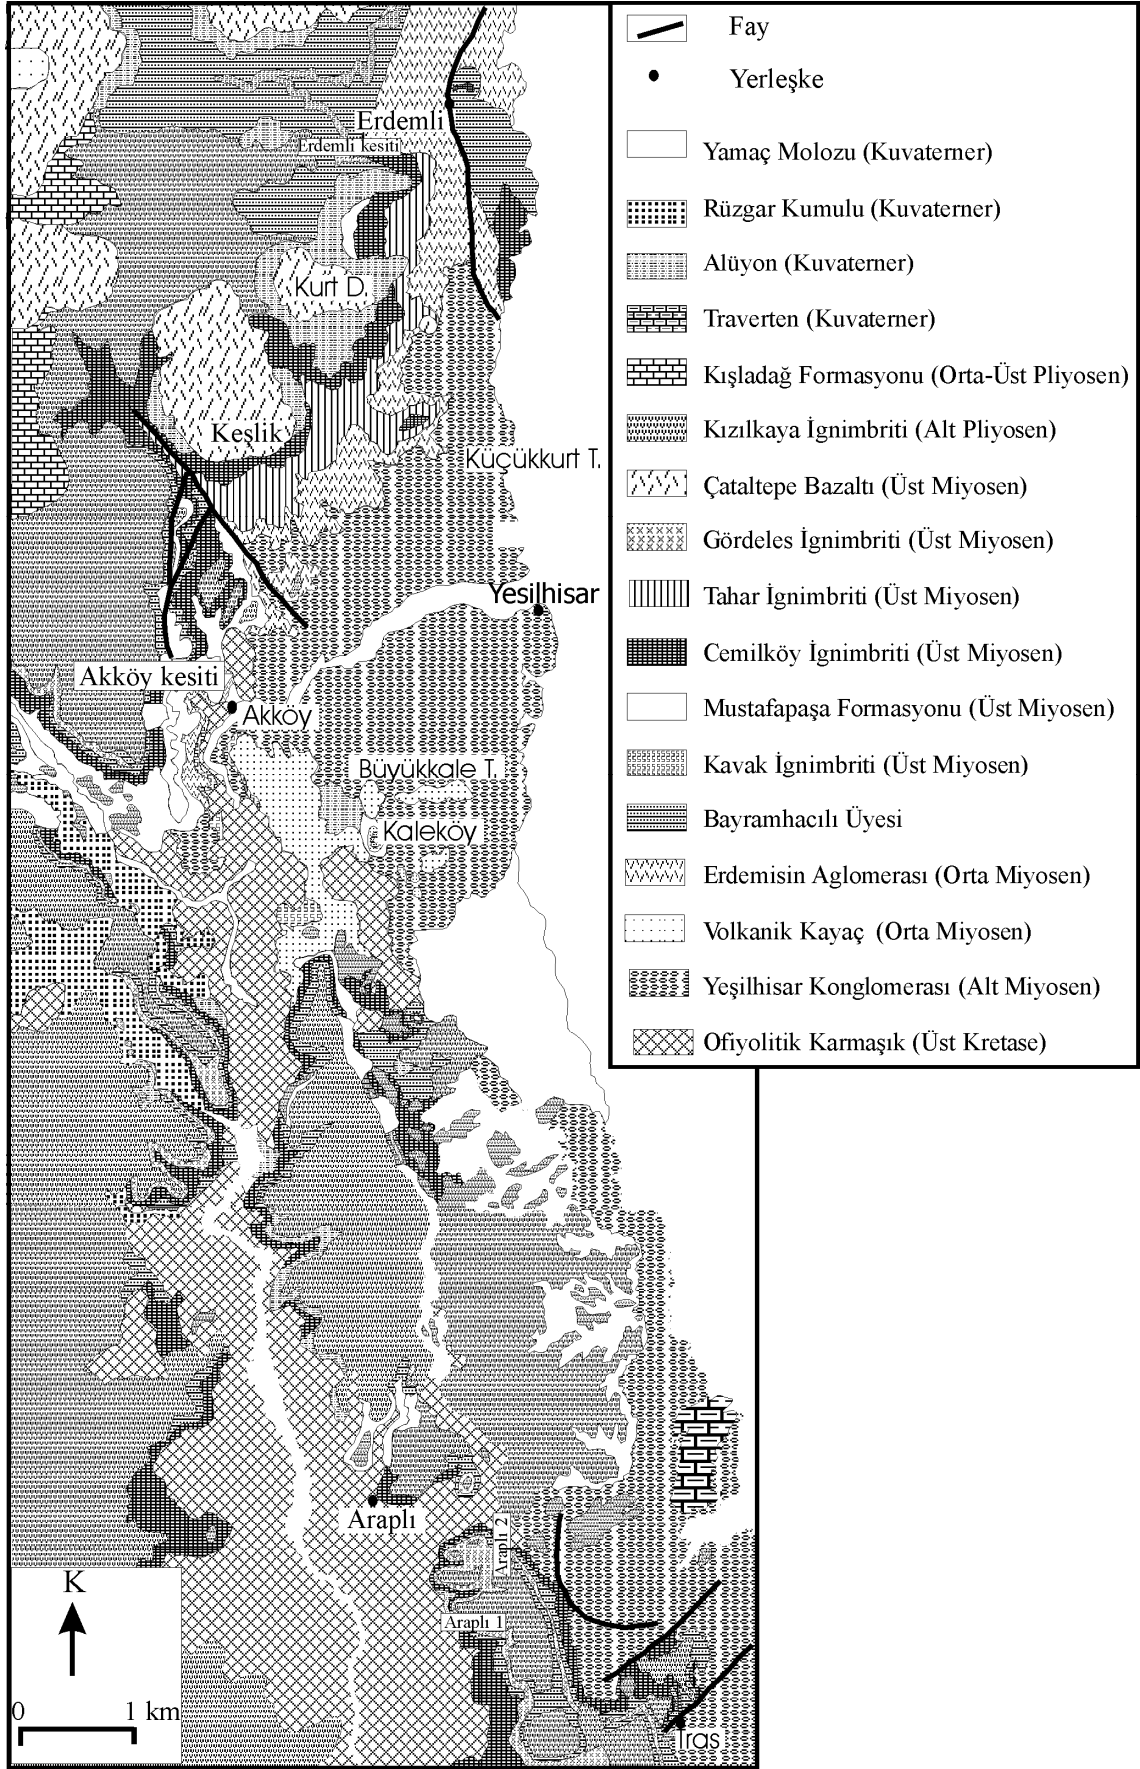 Fay
Yerleşke
Yamaç Molozu (Kuvaterner)
Rüzgar Kumulu (Kuvaterner)
Alüyon (Kuvaterner)
Traverten (Kuvaterner)
Kışladağ Formasyonu (Orta-Üst Pliyosen)
Kızılkaya İgnimbriti (Alt Pliyosen)
Çataltepe Bazaltı (Üst Miyosen)
Gördeles İgnimbriti (Üst Miyosen)
Tahar İgnimbriti (Üst Miyosen)
Cemilköy İgnimbriti (Üst Miyosen)
Mustafapaşa Formasyonu (Üst Miyosen)
Kavak İgnimbriti (Üst Miyosen)
Bayramhacılı Üyesi
Erdemisin Aglomerası (Orta Miyosen)
Volkanik Kayaç (Orta Miyosen)
Yeşilhisar Konglomerası (Alt Miyosen)
Ofiyolitik Karmaşık (Üst Kretase)
Erdemli
Erdemli kesiti
Kurt D.
Keşlik
Küçükkurt T.
Yesilhisar
Akköy kesiti
Akköy
Büyükkale T.
Kaleköy
Araplı
Araplı 2
Araplı 1
Tras
K
0 1 km